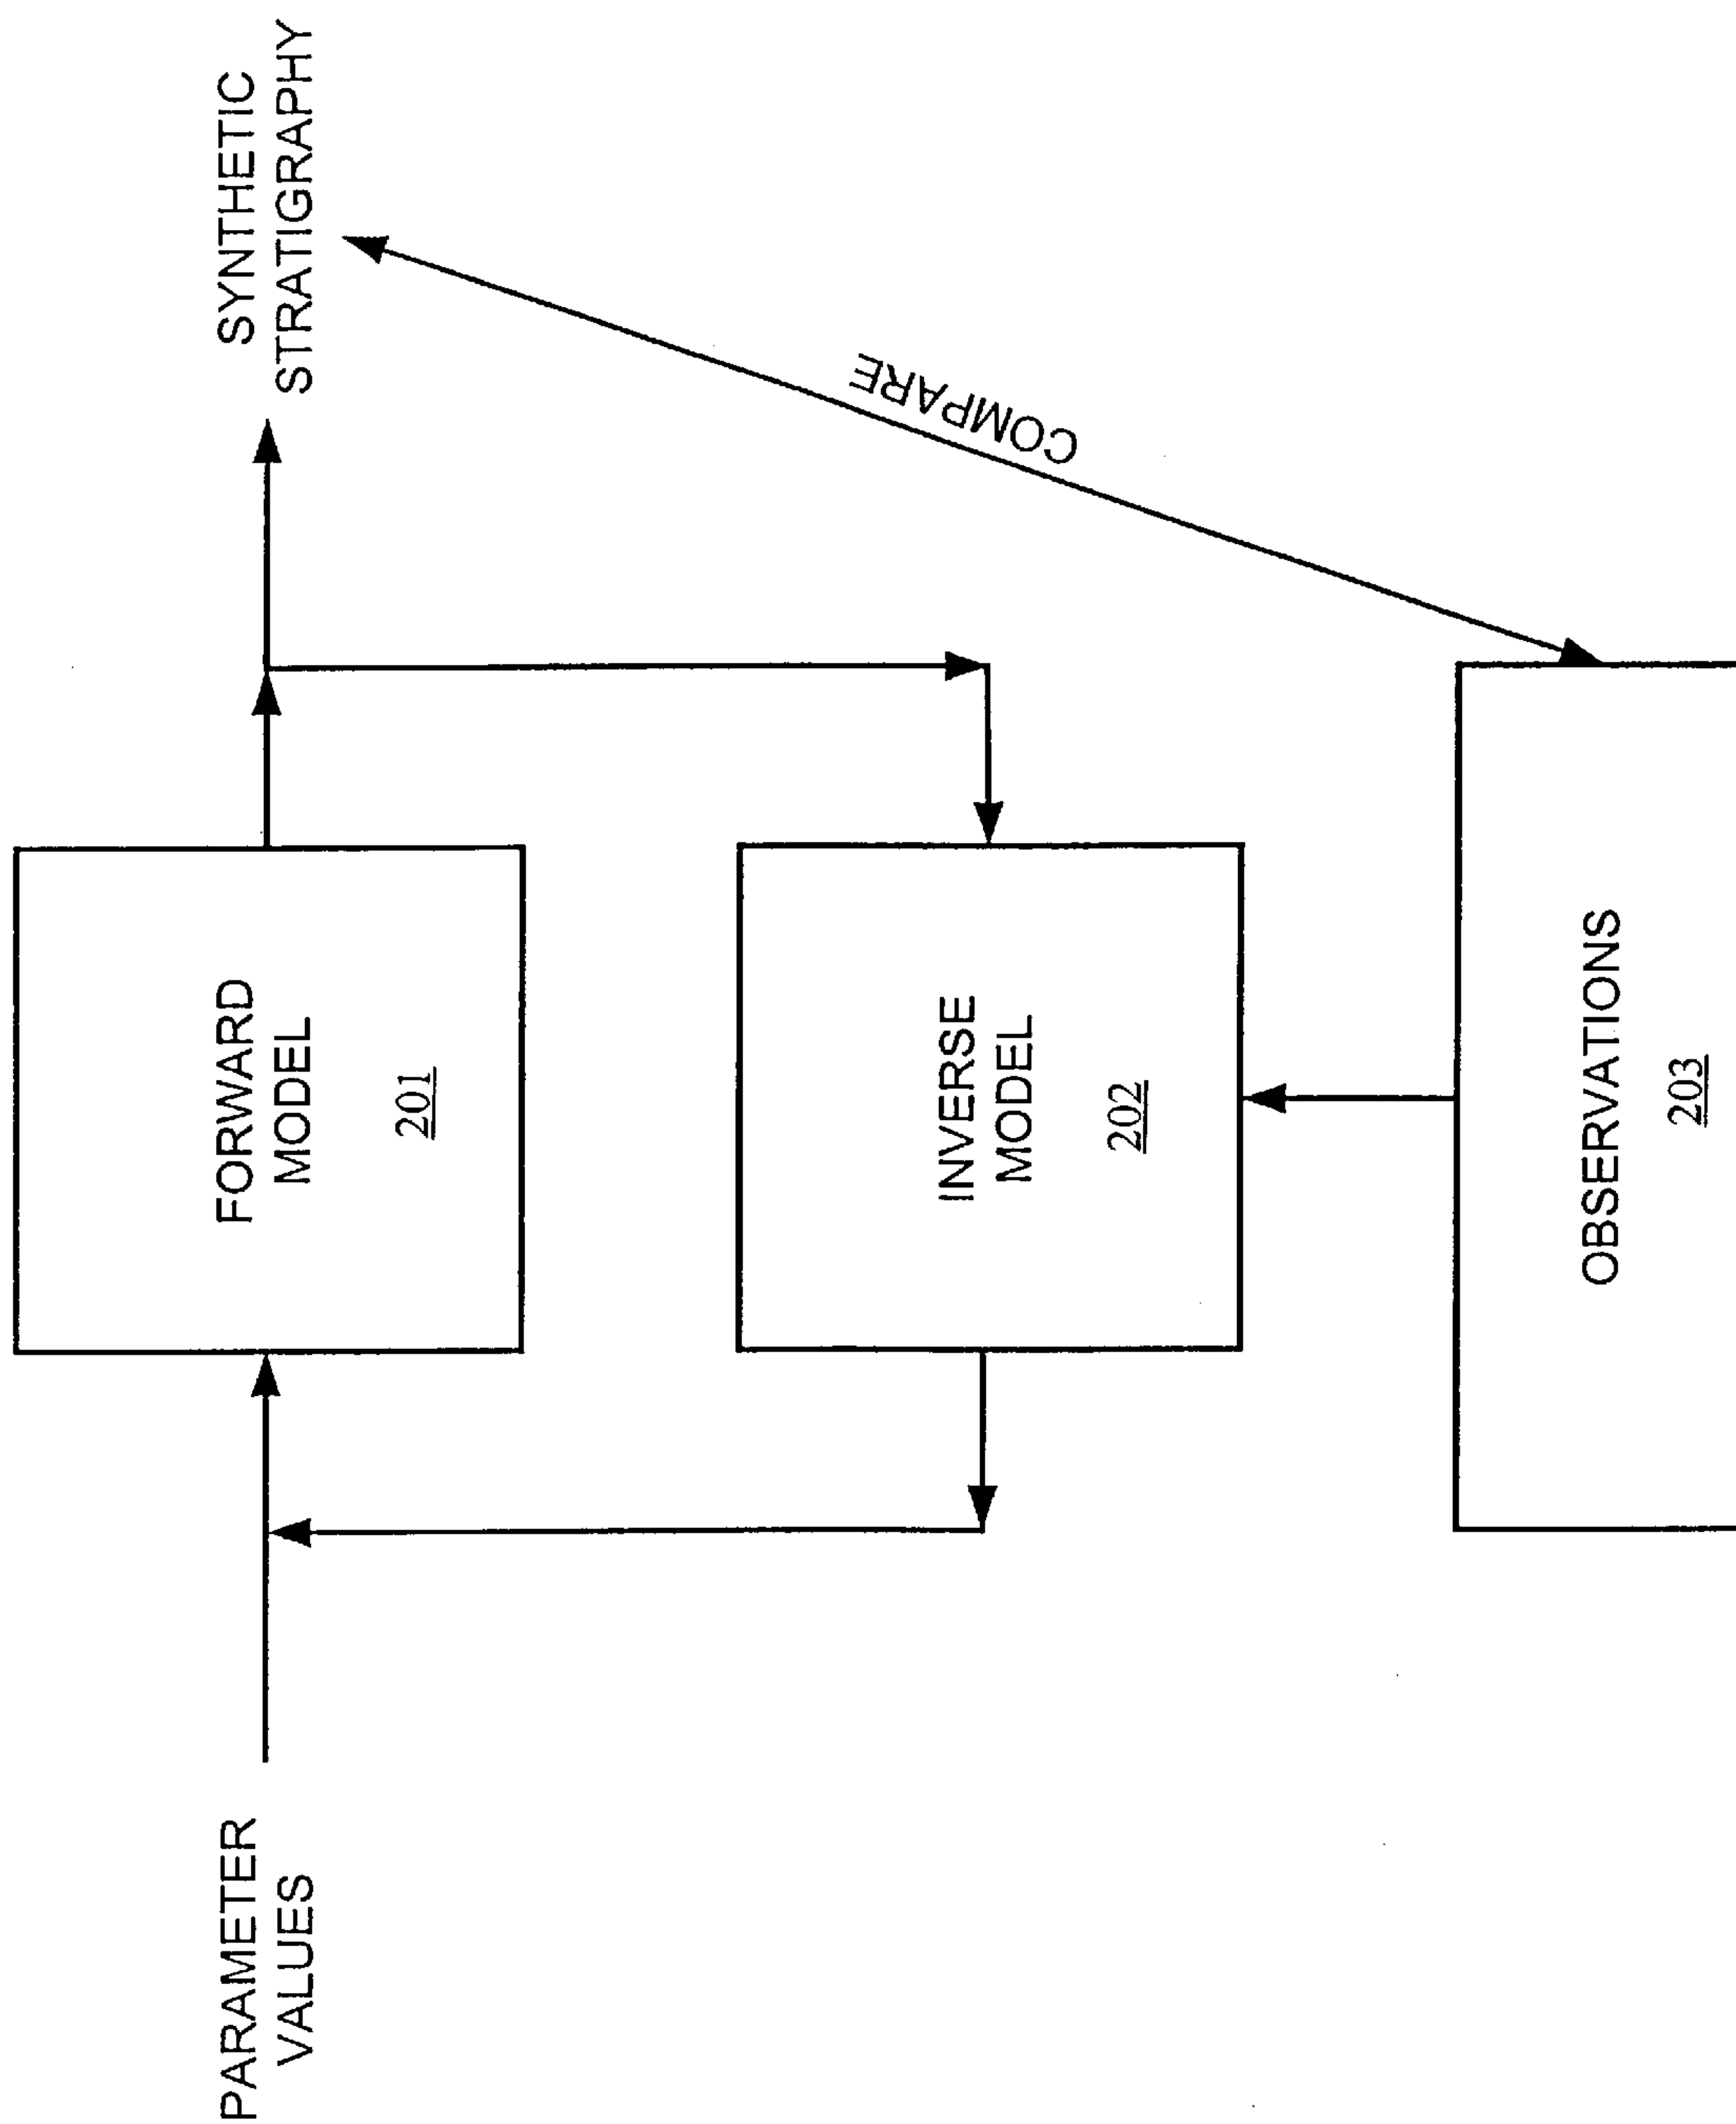 PARAMETER
VALUES
FORWARD
MODEL
201
SYNTHETIC
STRATIGRAPHY
INVERSE
MODEL
202
COMPARE
OBSERVATIONS
203